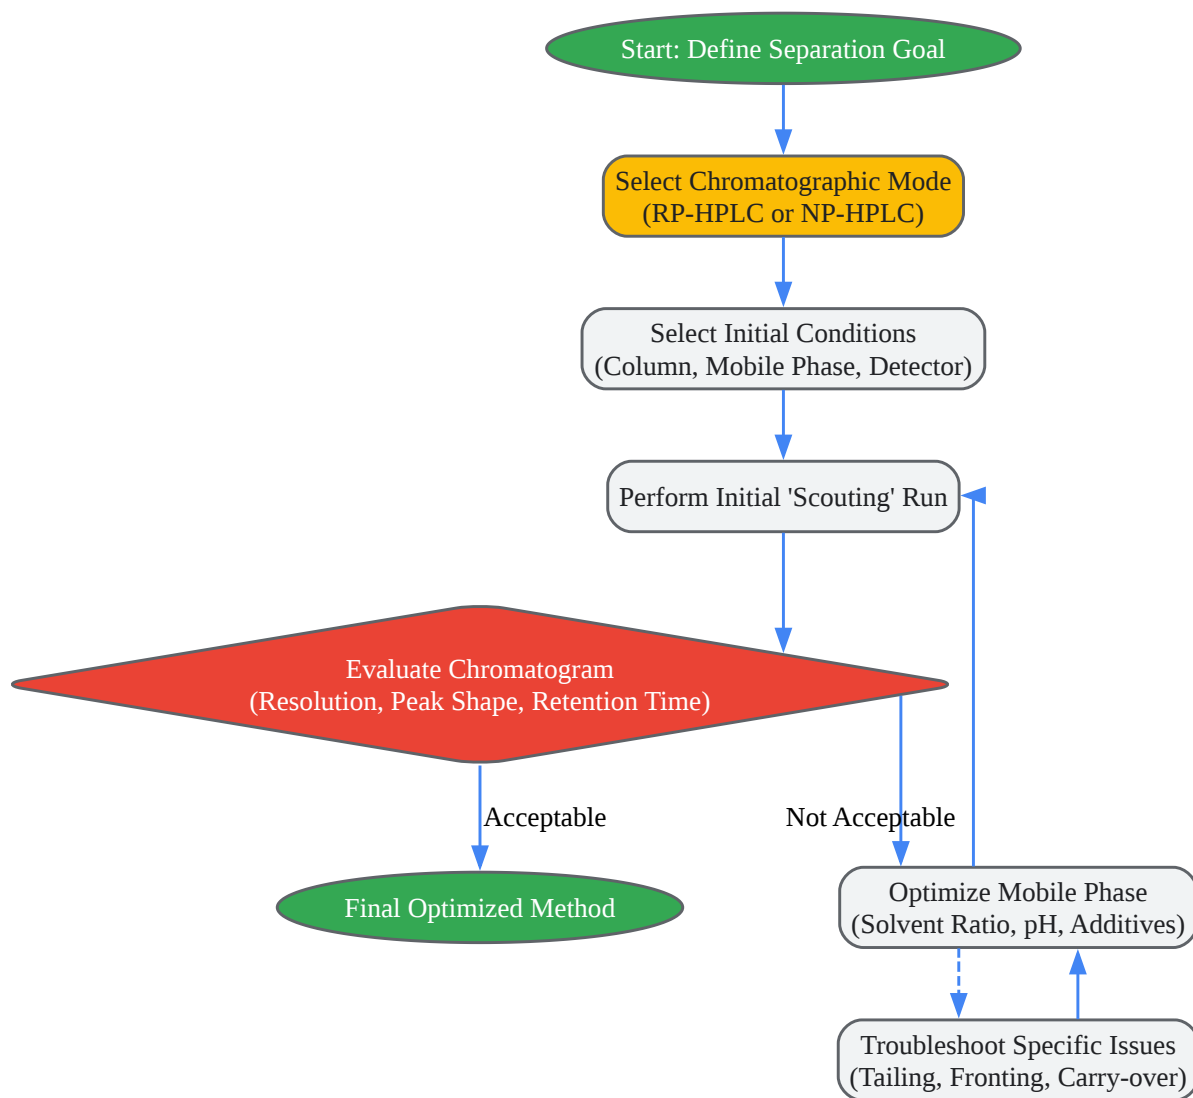 Start: Define Separation Goal
Select Chromatographic Mode
(RP-HPLC or NP-HPLC)
Select Initial Conditions
(Column, Mobile Phase, Detector)
Perform Initial 'Scouting' Run
Evaluate Chromatogram
(Resolution, Peak Shape, Retention Time)
Acceptable
Not Acceptable
Final Optimized Method
Optimize Mobile Phase
(Solvent Ratio, pH, Additives)
Troubleshoot Specific Issues
(Tailing, Fronting, Carry-over)